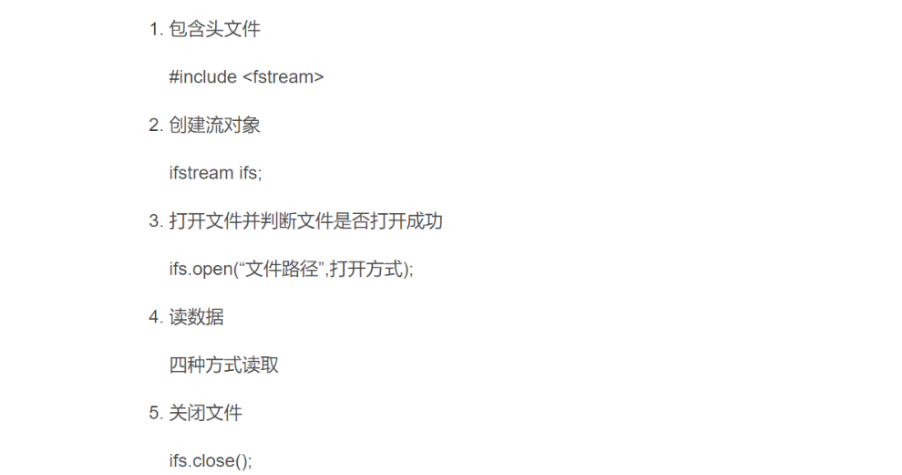 1. 包含头文件
#include <fstream>
2. 创建流对象
ifstream ifs;
3. 打开文件并判断文件是否打开成功
ifs.open(“文件路径”,打开方式);
4. 读数据
四种方式读取
5. 关闭文件
ifs.close();